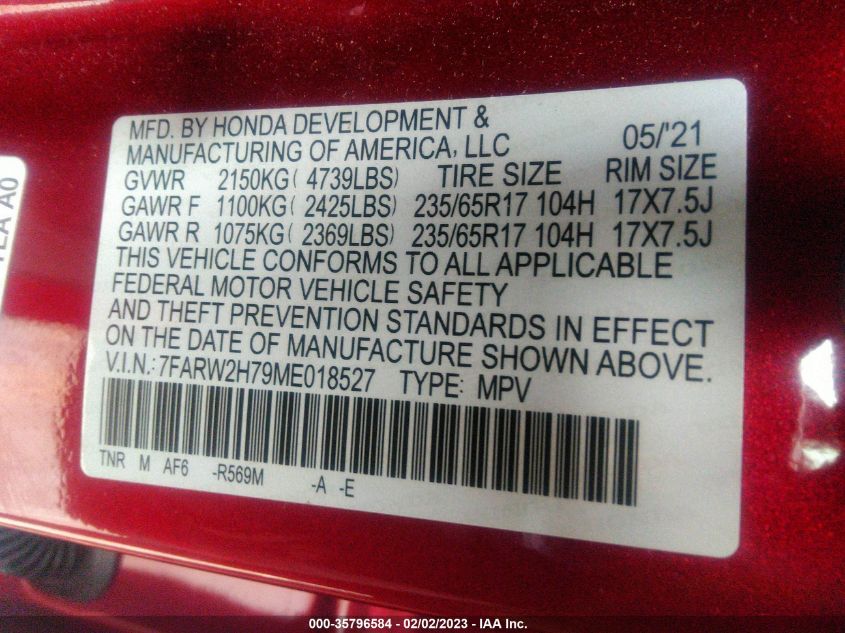 MFD. BY HONDA DEVELOPMENT &
MANUFACTURING OF AMERICA, LLC 05/'21
GVWR 2150KG( 4739LBS) TIRE SIZE RIM SIZE
GAWR F 1100KG( 2425LBS) 235/65R17 104H 17X7.5J
GAWR R 1075KG( 2369LBS) 235/65R17 104H 17X7.5J
THIS VEHICLE CONFORMS TO ALL APPLICABLE
FEDERAL MOTOR VEHICLE SAFETY
AND THEFT PREVENTION STANDARDS IN EFFECT
ON THE DATE OF MANUFACTURE SHOWN ABOVE.
V.I.N.:7FARW2H79ME018527 TYPE: MPV
TNR M AF6 -R569M -A -E
A0
000-35796584 - 02/02/2023 - IAA Inc.